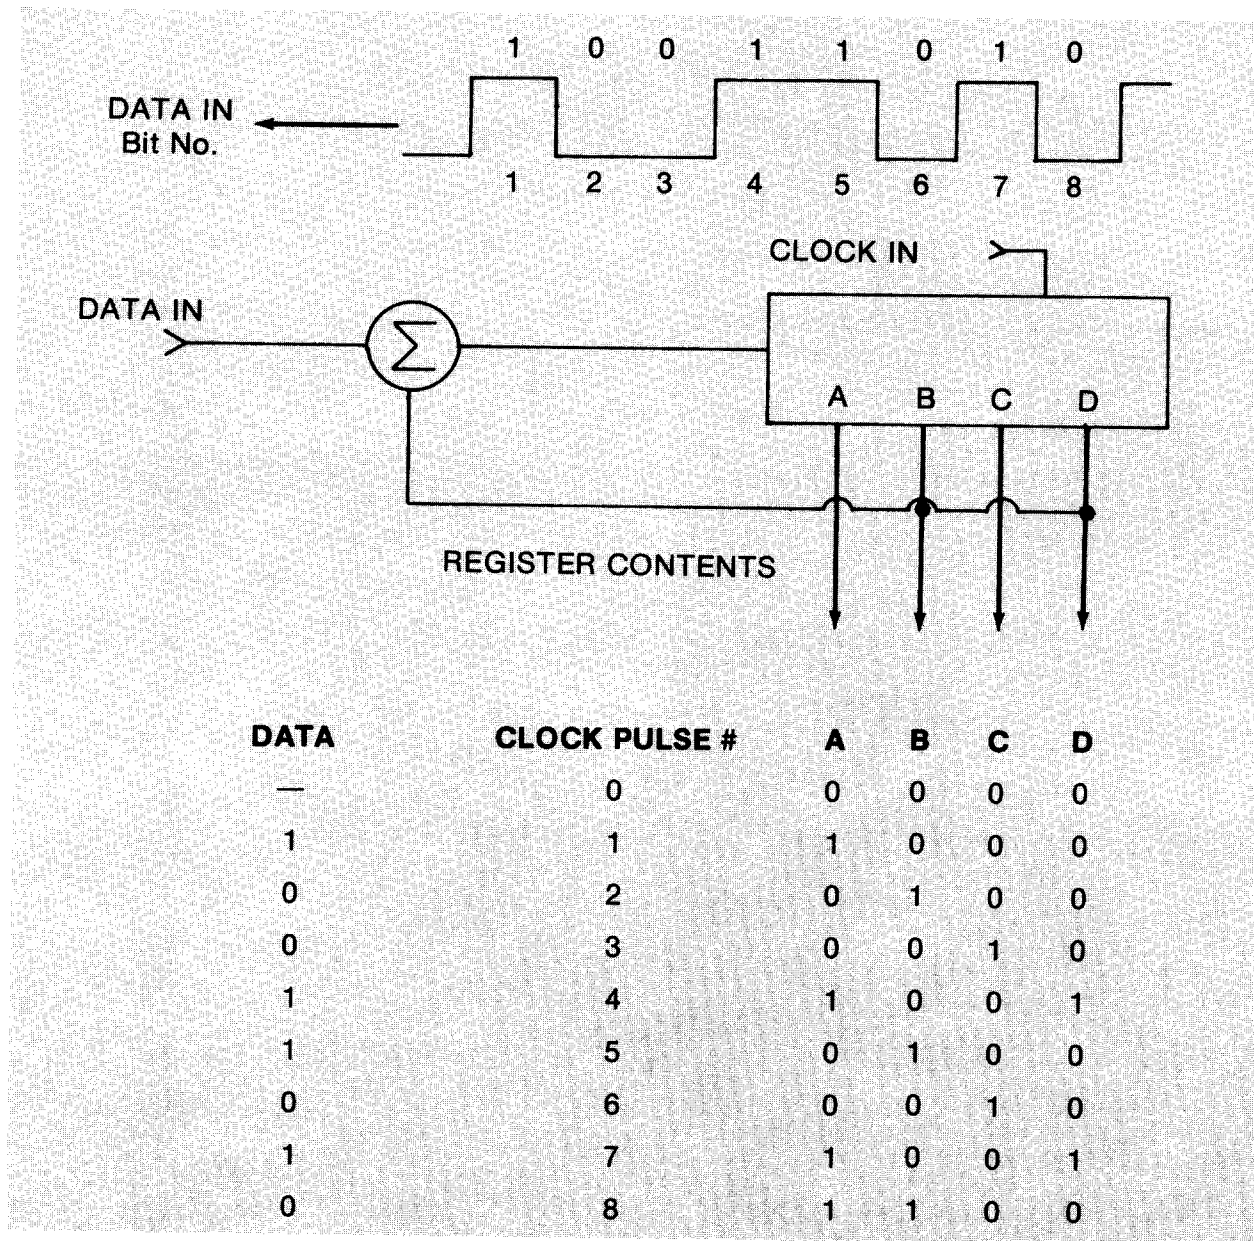 1 0 0 1 1 0 1 0
DATA IN
Bit No.
1 2 3 4 5 6 7 8
CLOCK IN
DATA IN
Σ
A B C D
REGISTER CONTENTS
DATA CLOCK PULSE # A B C D
— 0 0 0 0 0
1 1 1 0 0 0
0 2 0 1 0 0
0 3 0 0 1 0
1 4 1 0 0 1
1 5 0 1 0 0
0 6 0 0 1 0
1 7 1 0 0 1
0 8 1 1 0 0